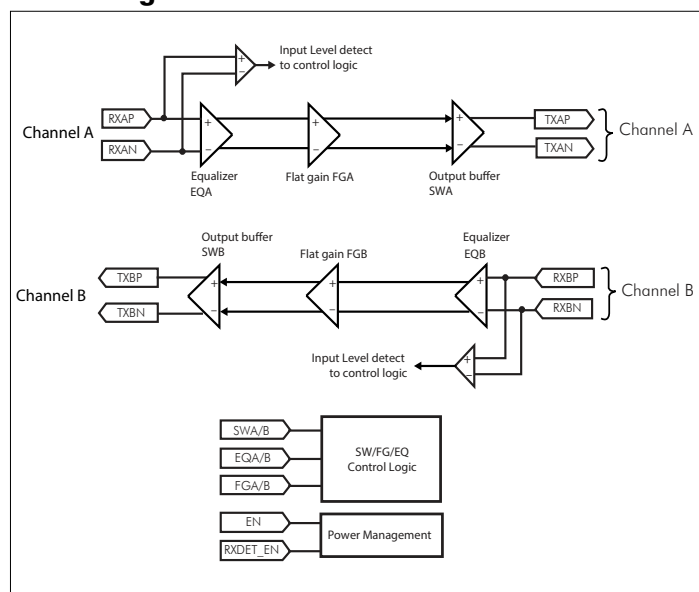 Input Level detect
to control logic
RXAP
RXAN
Channel A
+
−
+
−
+
−
+
−
TXAP
TXAN
Channel A
Equalizer
EQA
Flat gain FGA
Output buffer
SWA
Output buffer
SWB
Flat gain FGB
Equalizer
EQB
TXBP
TXBN
Channel B
+
−
+
−
+
−
RXBP
RXBN
Channel B
Input Level detect
to control logic
+
−
SWA/B
EQA/B
FGA/B
SW/FG/EQ
Control Logic
EN
RXDET_EN
Power Management